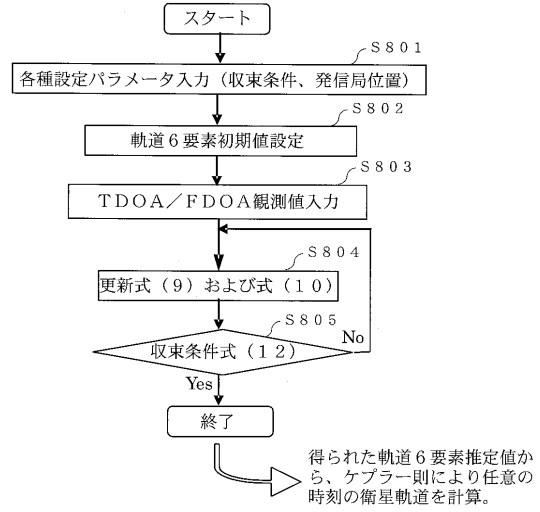 スタート
S801
各種設定パラメータ入力（収束条件、発信局位置）
S802
軌道６要素初期値設定
S803
ＴＤＯＡ／ＦＤＯＡ観測値入力
S804
更新式（９）および式（１０）
S805
収束条件式（１２）
No
Yes
終了
得られた軌道６要素推定値か
ら、ケプラー則により任意の
時刻の衛星軌道を計算。